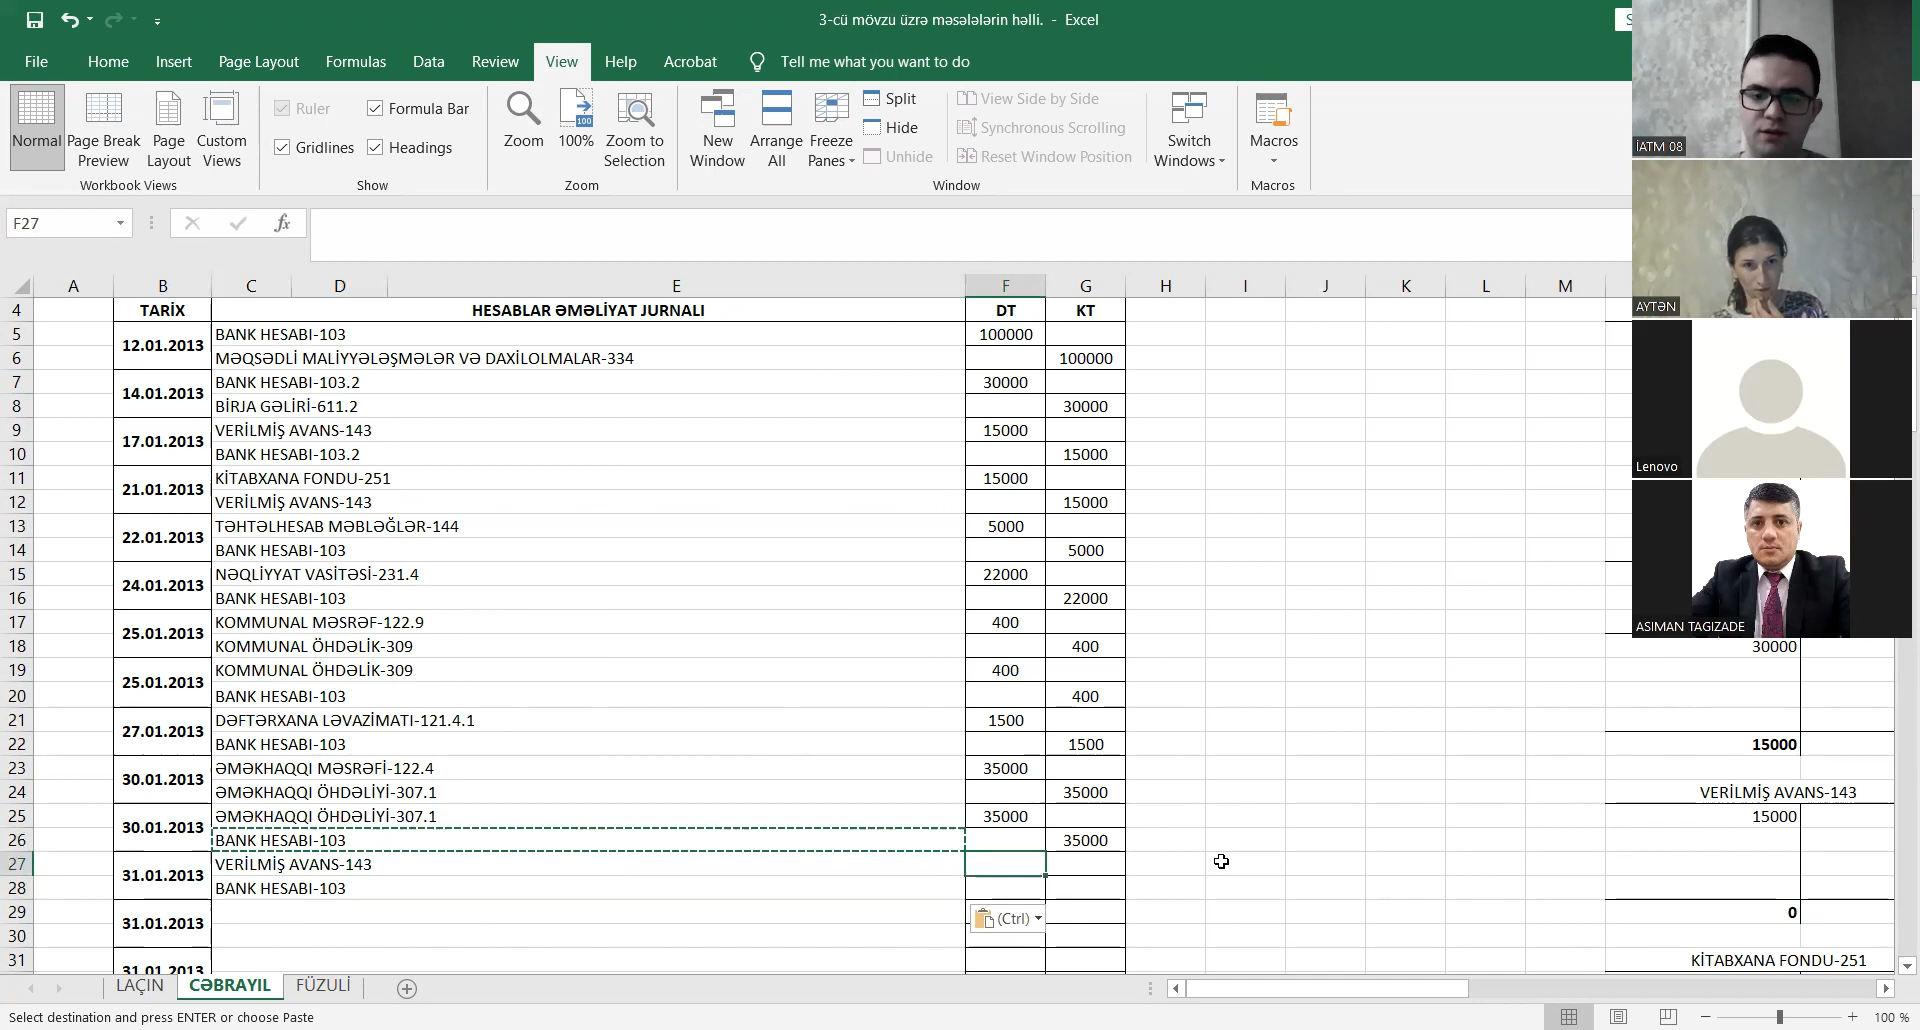 3-cü mövzu üzrə məsələlərin həlli. - Excel
File Home Insert Page Layout Formulas Data Review View Help Acrobat Tell me what you want to do
Normal
Page Break Preview
Page Layout
Custom Views
Workbook Views
Ruler
Formula Bar
Gridlines
Headings
Show
Zoom
100
100%
Zoom to Selection
Zoom
New Window
Arrange All
Freeze Panes
Split
Hide
Unhide
View Side by Side
Synchronous Scrolling
Reset Window Position
Window
Switch Windows
Macros
Macros
İATM 08
AYTƏN
Lenovo
ASIMAN TAGIZADE
F27
fx
A B C D E F G H I J K L M
4 TARİX HESABLAR ƏMƏLİYAT JURNALI DT KT
5 12.01.2013 BANK HESABI-103 100000
6 MƏQSƏDLİ MALİYYƏLƏŞMƏLƏR VƏ DAXİLOLMALAR-334 100000
7 14.01.2013 BANK HESABI-103.2 30000
8 BİRJA GƏLİRİ-611.2 30000
9 17.01.2013 VERİLMİŞ AVANS-143 15000
10 BANK HESABI-103.2 15000
11 21.01.2013 KİTABXANA FONDU-251 15000
12 VERİLMİŞ AVANS-143 15000
13 22.01.2013 TƏHTƏLHESAB MƏBLƏĞLƏR-144 5000
14 BANK HESABI-103 5000
15 24.01.2013 NƏQLİYYAT VASİTƏSİ-231.4 22000
16 BANK HESABI-103 22000
17 25.01.2013 KOMMUNAL MƏSRƏF-122.9 400
18 KOMMUNAL ÖHDƏLİK-309 400 30000
19 25.01.2013 KOMMUNAL ÖHDƏLİK-309 400
20 BANK HESABI-103 400
21 27.01.2013 DƏFTƏRXANA LƏVAZİMATI-121.4.1 1500
22 BANK HESABI-103 1500 15000
23 30.01.2013 ƏMƏKHAQQI MƏSRƏFİ-122.4 35000
24 ƏMƏKHAQQI ÖHDƏLİYİ-307.1 35000 VERİLMİŞ AVANS-143
25 30.01.2013 ƏMƏKHAQQI ÖHDƏLİYİ-307.1 35000 15000
26 BANK HESABI-103 35000
27 31.01.2013 VERİLMİŞ AVANS-143
28 BANK HESABI-103
29 31.01.2013 (Ctrl) 0
30
31 31.01.2013 KİTABXANA FONDU-251
LAÇIN CƏBRAYIL FÜZULİ
Select destination and press ENTER or choose Paste
100 %